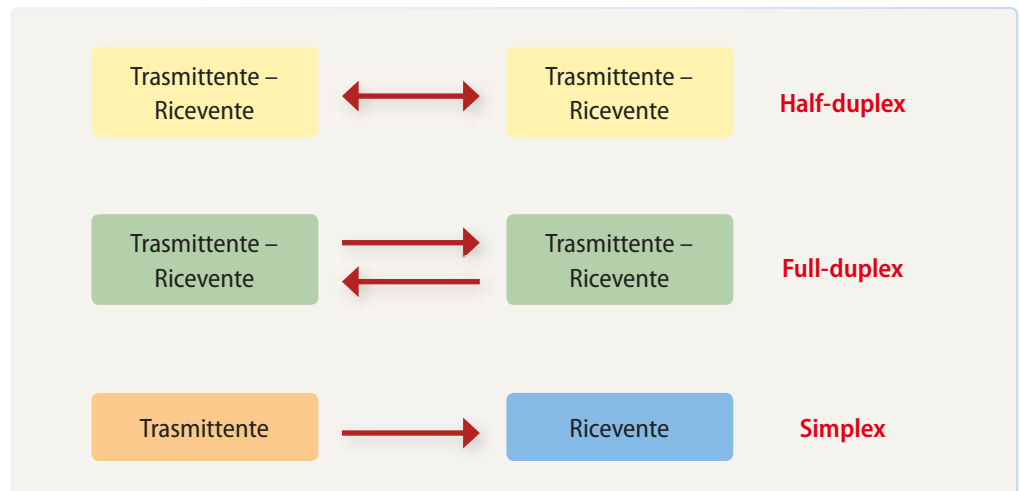 Trasmittente –
Ricevente
Trasmittente –
Ricevente
Half-duplex
Trasmittente –
Ricevente
Trasmittente –
Ricevente
Full-duplex
Trasmittente
Ricevente
Simplex